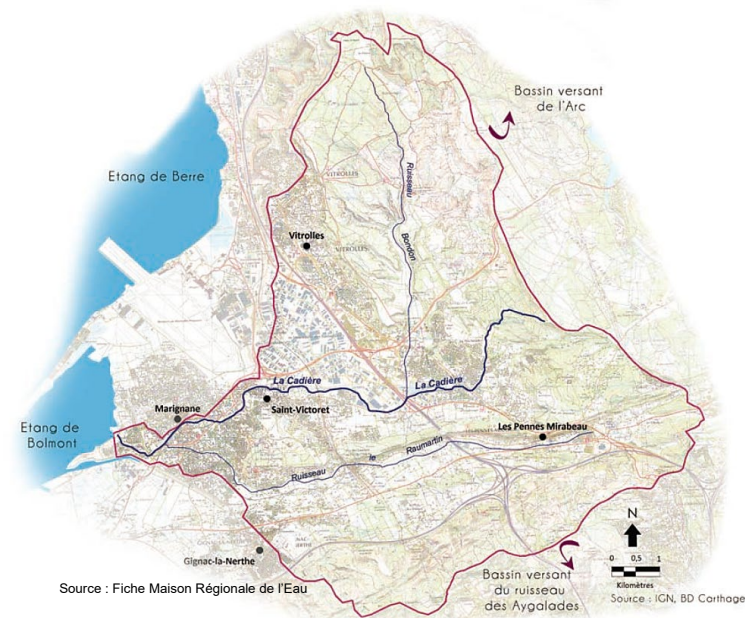 Bassin versant
de l'Arc
Etang de Berre
VITROLLES
Vitrolles
VITROLLES
Ruisseau
Bondon
La Cadière
La Cadière
Marignane
Saint-Victoret
Etang de
Bolmont
Les Pennes Mirabeau
Ruisseau le Raumartin
Gignac-la-Nerthe
N
0 0,5 1
Kilomètres
Bassin versant
du ruisseau
des Aygalades
Source : Fiche Maison Régionale de l'Eau
Source : IGN, BD Carthage